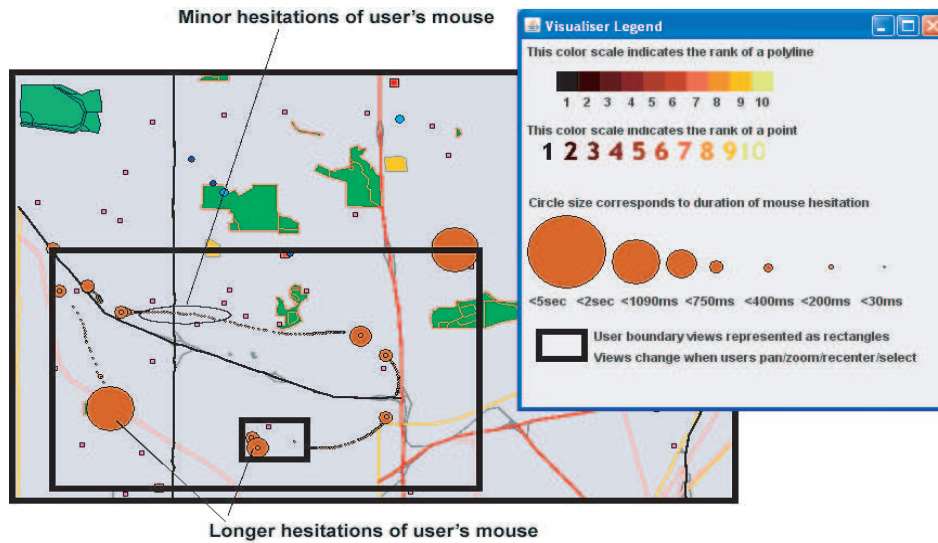 Minor hesitations of user's mouse
Visualiser Legend
This color scale indicates the rank of a polyline
1 2 3 4 5 6 7 8 9 10
This color scale indicates the rank of a point
1 2 3 4 5 6 7 8 9 10
Circle size corresponds to duration of mouse hesitation
<5sec <2sec <1090ms <750ms <400ms <200ms <30ms
User boundary views represented as rectangles
Views change when users pan/zoom/recenter/select
Longer hesitations of user's mouse